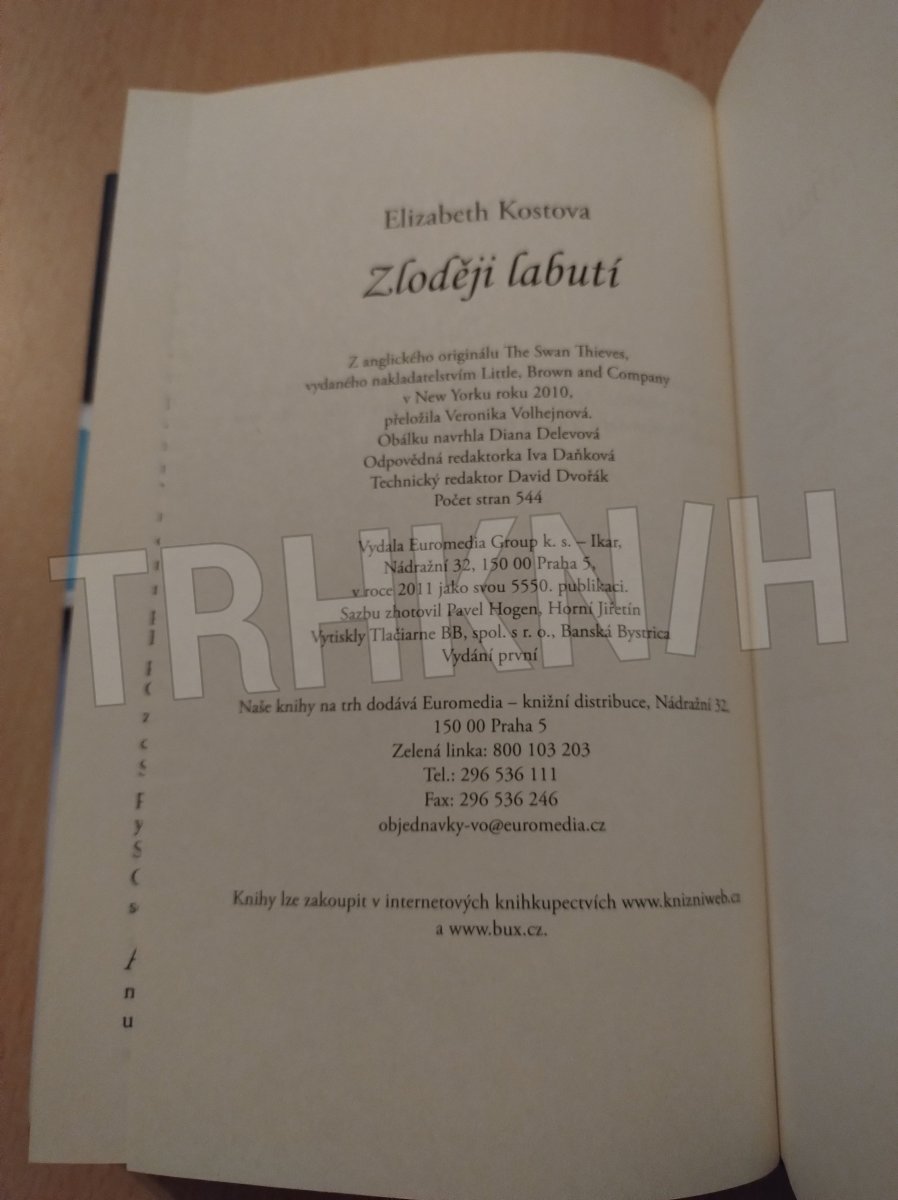 Elizabeth Kostova
Zloději labutí
Z anglického originálu The Swan Thieves,
vydaného nakladatelstvím Little, Brown and Company
v New Yorku roku 2010,
přeložila Veronika Volhejnová.
Obálku navrhla Diana Delevová
Odpovědná redaktorka Iva Daňková
Technický redaktor David Dvořák
Počet stran 544
Vydala Euromedia Group k. s. – Ikar,
Nádražní 32, 150 00 Praha 5,
v roce 2011 jako svou 5550. publikaci.
Sazbu zhotovil Pavel Hogen, Horní Jiřetín
Vytiskly Tlačiarne BB, spol. s r. o., Banská Bystrica
Vydání první
TRHKNIH
Naše knihy na trh dodává Euromedia – knižní distribuce, Nádražní 32,
150 00 Praha 5
Zelená linka: 800 103 203
Tel.: 296 536 111
Fax: 296 536 246
objednavky-vo@euromedia.cz
Knihy lze zakoupit v internetových knihkupectvích www.knizniweb.cz
a www.bux.cz.